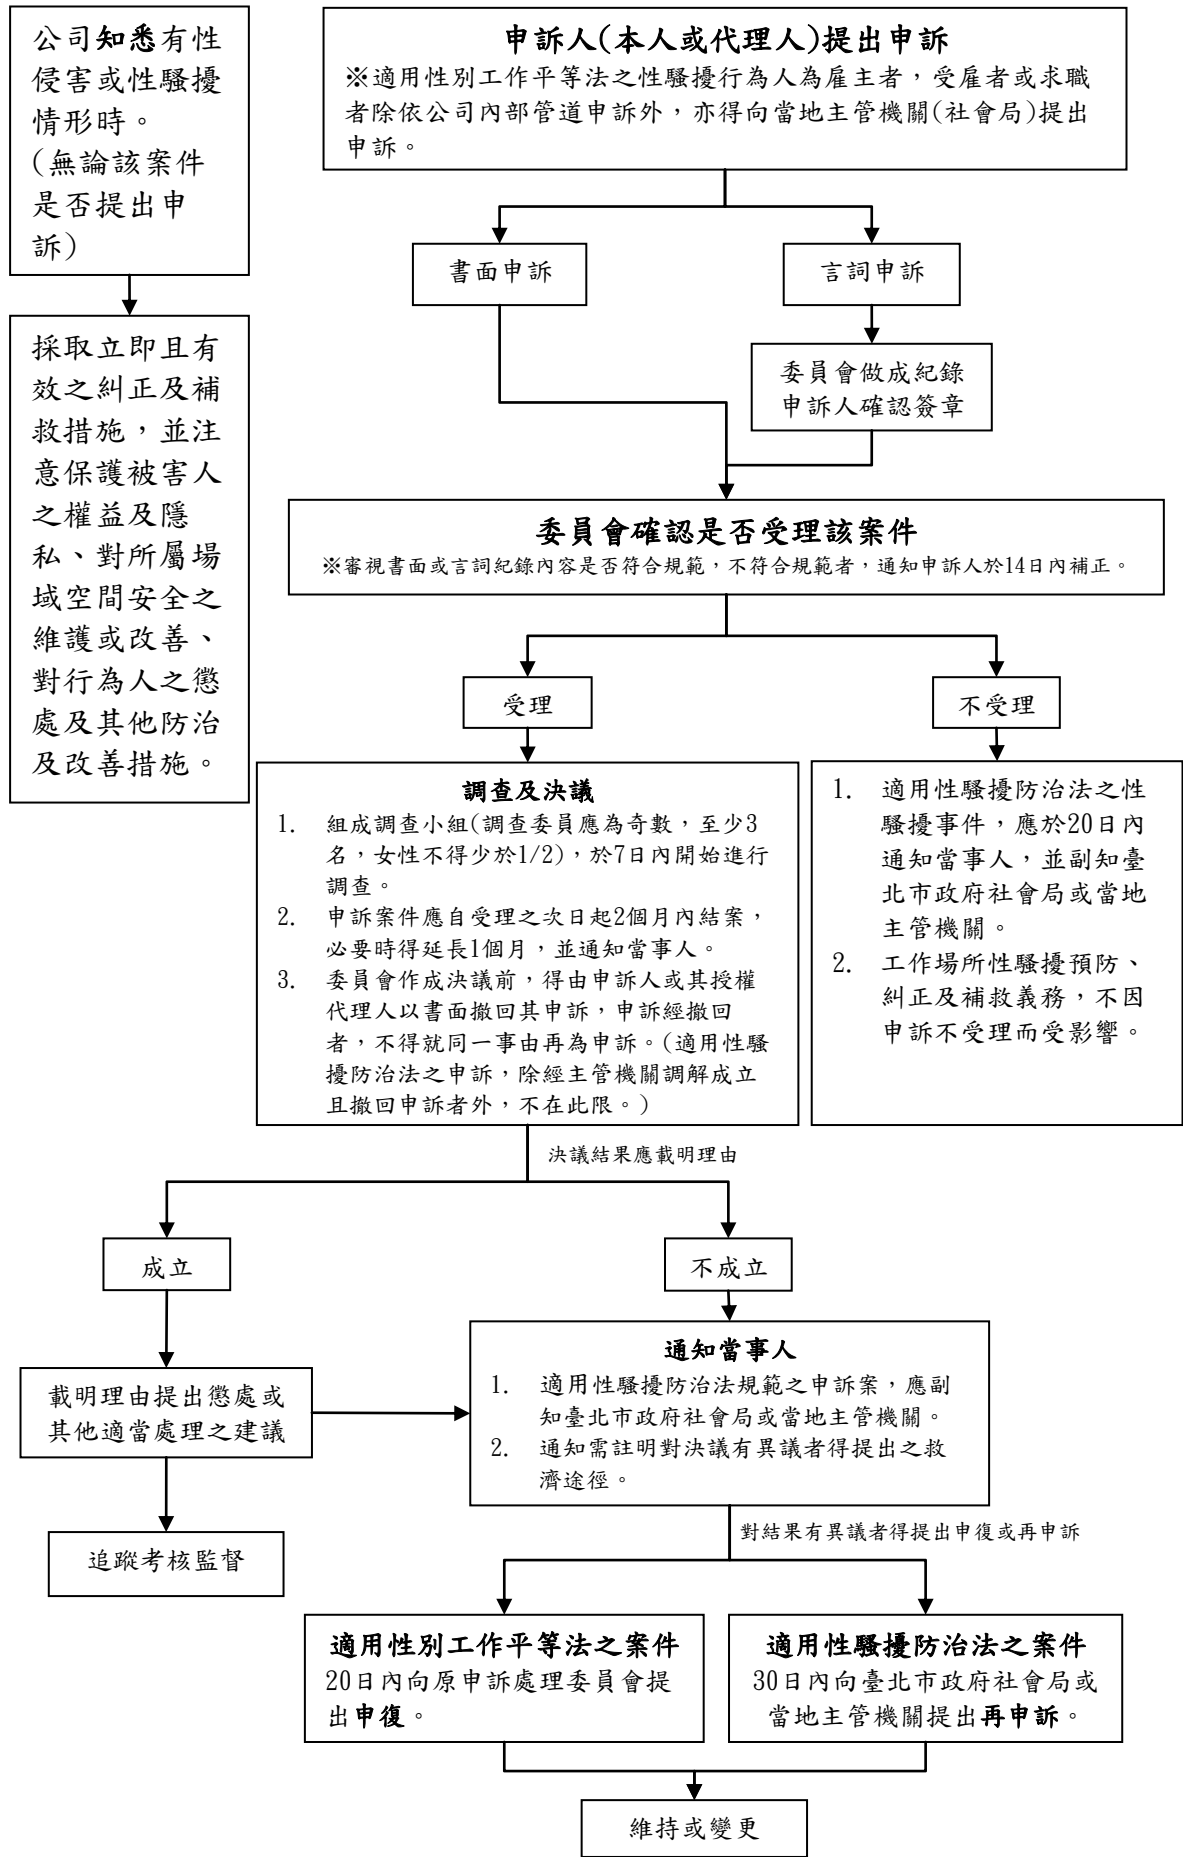 公司知悉有性
侵害或性騷擾
情形時。
(無論該案件
是否提出申
訴)
採取立即且有
效之糾正及補
救措施，並注
意保護被害人
之權益及隱
私、對所屬場
域空間安全之
維護或改善、
對行為人之懲
處及其他防治
及改善措施。
申訴人(本人或代理人)提出申訴
※適用性別工作平等法之性騷擾行為人為雇主者，受雇者或求職
者除依公司內部管道申訴外，亦得向當地主管機關(社會局)提出
申訴。
書面申訴
言詞申訴
委員會做成紀錄
申訴人確認簽章
委員會確認是否受理該案件
※審視書面或言詞紀錄內容是否符合規範，不符合規範者，通知申訴人於14日內補正。
受理
不受理
調查及決議
1. 組成調查小組(調查委員應為奇數，至少3
名，女性不得少於1/2)，於7日內開始進行
調查。
2. 申訴案件應自受理之次日起2個月內結案，
必要時得延長1個月，並通知當事人。
3. 委員會作成決議前，得由申訴人或其授權
代理人以書面撤回其申訴，申訴經撤回
者，不得就同一事由再為申訴。(適用性騷
擾防治法之申訴，除經主管機關調解成立
且撤回申訴者外，不在此限。)
1. 適用性騷擾防治法之性
騷擾事件，應於20日內
通知當事人，並副知臺
北市政府社會局或當地
主管機關。
2. 工作場所性騷擾預防、
糾正及補救義務，不因
申訴不受理而受影響。
決議結果應載明理由
成立
不成立
載明理由提出懲處或
其他適當處理之建議
追蹤考核監督
通知當事人
1. 適用性騷擾防治法規範之申訴案，應副
知臺北市政府社會局或當地主管機關。
2. 通知需註明對決議有異議者得提出之救
濟途徑。
對結果有異議者得提出申復或再申訴
適用性別工作平等法之案件
20日內向原申訴處理委員會提
出申復。
適用性騷擾防治法之案件
30日內向臺北市政府社會局或
當地主管機關提出再申訴。
維持或變更